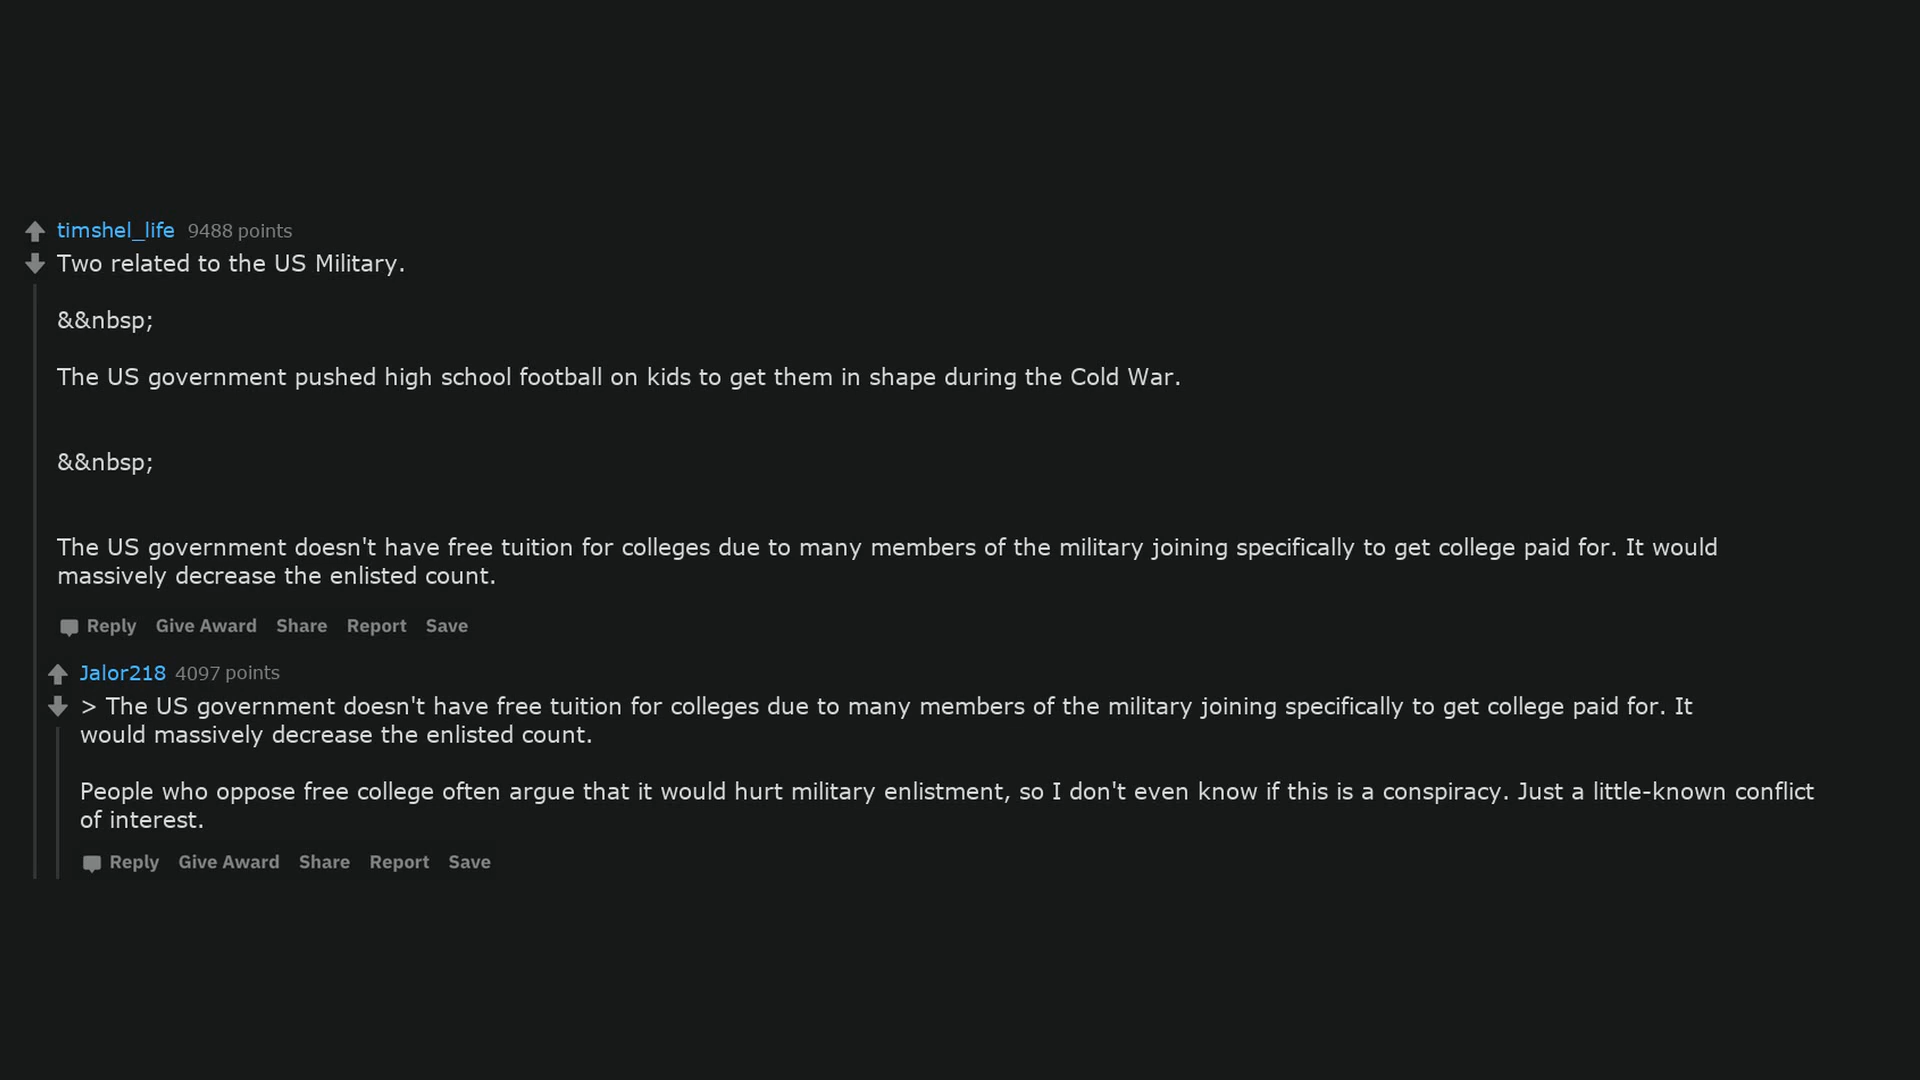 timshel_life 9488 points
Two related to the US Military.
&&nbsp;
The US government pushed high school football on kids to get them in shape during the Cold War.
&&nbsp;
The US government doesn't have free tuition for colleges due to many members of the military joining specifically to get college paid for. It would
massively decrease the enlisted count.
Reply Give Award Share Report Save
Jalor218 4097 points
> The US government doesn't have free tuition for colleges due to many members of the military joining specifically to get college paid for. It
would massively decrease the enlisted count.
People who oppose free college often argue that it would hurt military enlistment, so I don't even know if this is a conspiracy. Just a little-known conflict
of interest.
Reply Give Award Share Report Save